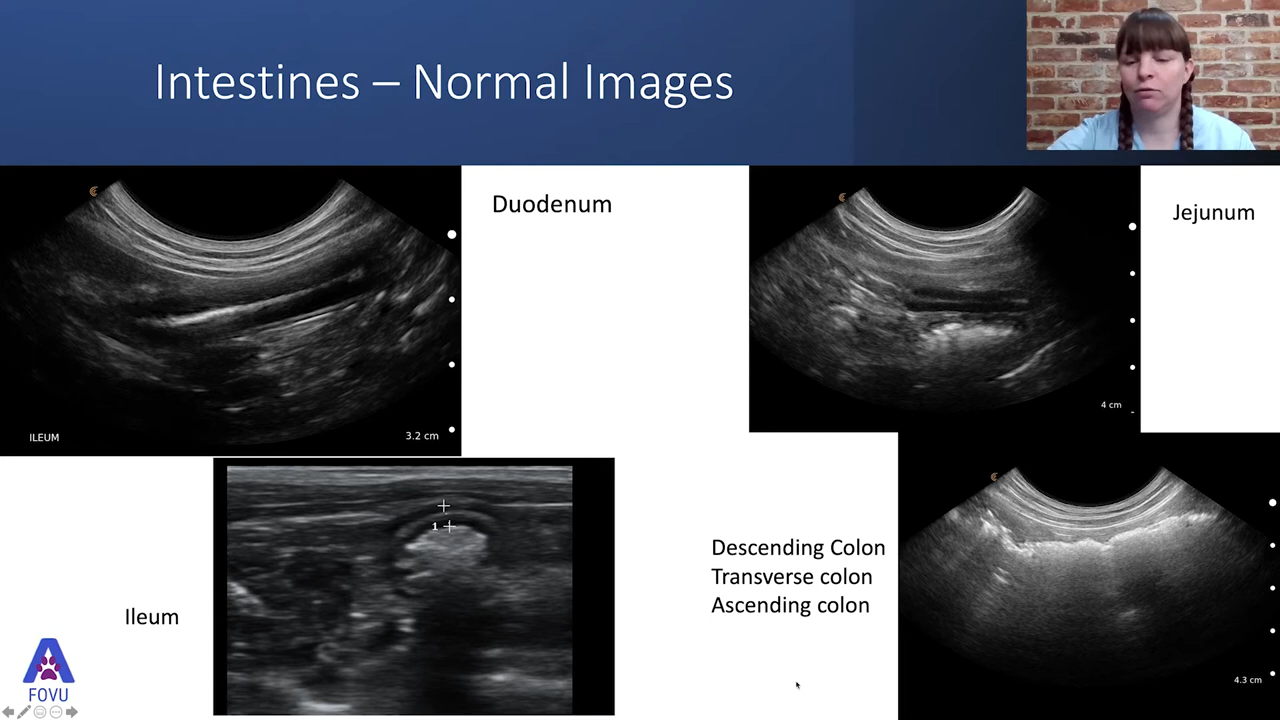 Intestines – Normal Images
Duodenum
Jejunum
ILEUM
3.2 cm
4 cm
1
Descending Colon
Transverse colon
Ascending colon
Ileum
4.3 cm
FOVU